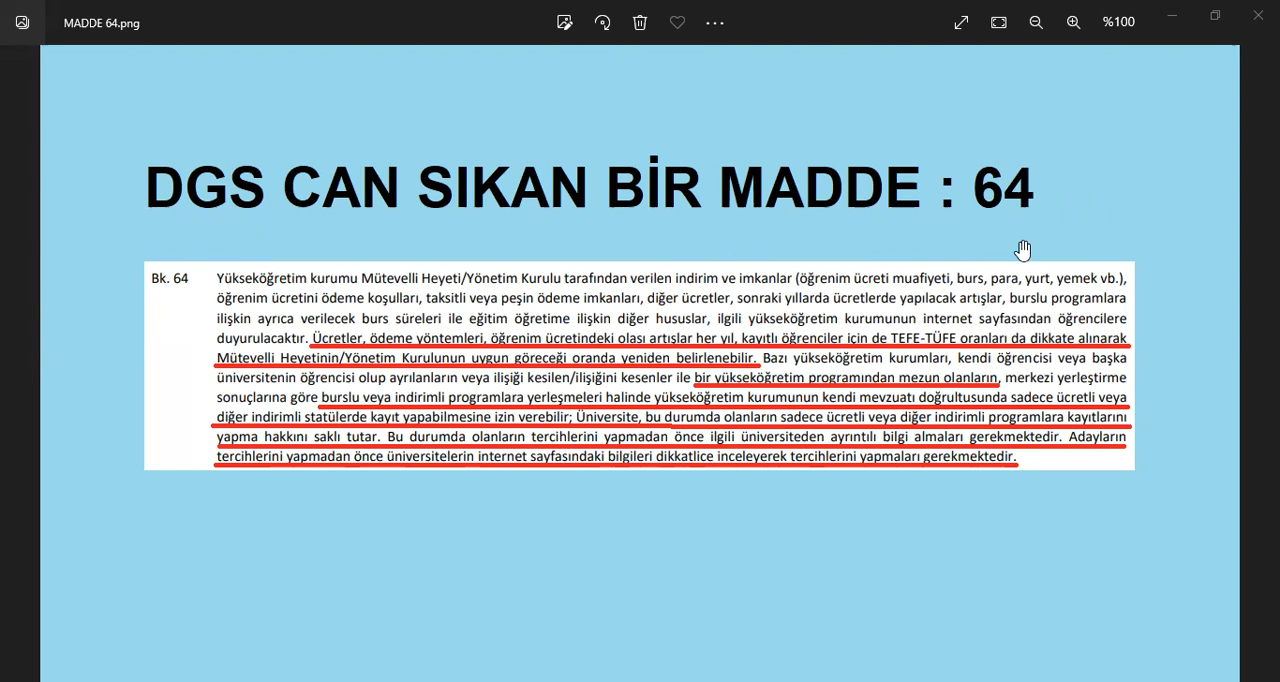 MADDE 64.png
%100
DGS CAN SIKAN BİR MADDE : 64
Bk. 64 Yükseköğretim kurumu Mütevelli Heyeti/Yönetim Kurulu tarafından verilen indirim ve imkanlar (öğrenim ücreti muafiyeti, burs, para, yurt, yemek vb.),
öğrenim ücretini ödeme koşulları, taksitli veya peşin ödeme imkanları, diğer ücretler, sonraki yıllarda ücretlerde yapılacak artışlar, burslu programlara
ilişkin ayrıca verilecek burs süreleri ile eğitim öğretime ilişkin diğer hususlar, ilgili yükseköğretim kurumunun internet sayfasından öğrencilere
duyurulacaktır. Ücretler, ödeme yöntemleri, öğrenim ücretindeki olası artışlar her yıl, kayıtlı öğrenciler için de TEFE-TÜFE oranları da dikkate alınarak
Mütevelli Heyetinin/Yönetim Kurulunun uygun göreceği oranda yeniden belirlenebilir. Bazı yükseköğretim kurumları, kendi öğrencisi veya başka
üniversitenin öğrencisi olup ayrılanların veya ilişiği kesilen/ilişiğini kesenler ile bir yükseköğretim programından mezun olanların, merkezi yerleştirme
sonuçlarına göre burslu veya indirimli programlara yerleşmeleri halinde yükseköğretim kurumunun kendi mevzuatı doğrultusunda sadece ücretli veya
diğer indirimli statülerde kayıt yapabilmesine izin verebilir; Üniversite, bu durumda olanların sadece ücretli veya diğer indirimli programlara kayıtlarını
yapma hakkını saklı tutar. Bu durumda olanların tercihlerini yapmadan önce ilgili üniversiteden ayrıntılı bilgi almaları gerekmektedir. Adayların
tercihlerini yapmadan önce üniversitelerin internet sayfasındaki bilgileri dikkatlice inceleyerek tercihlerini yapmaları gerekmektedir.